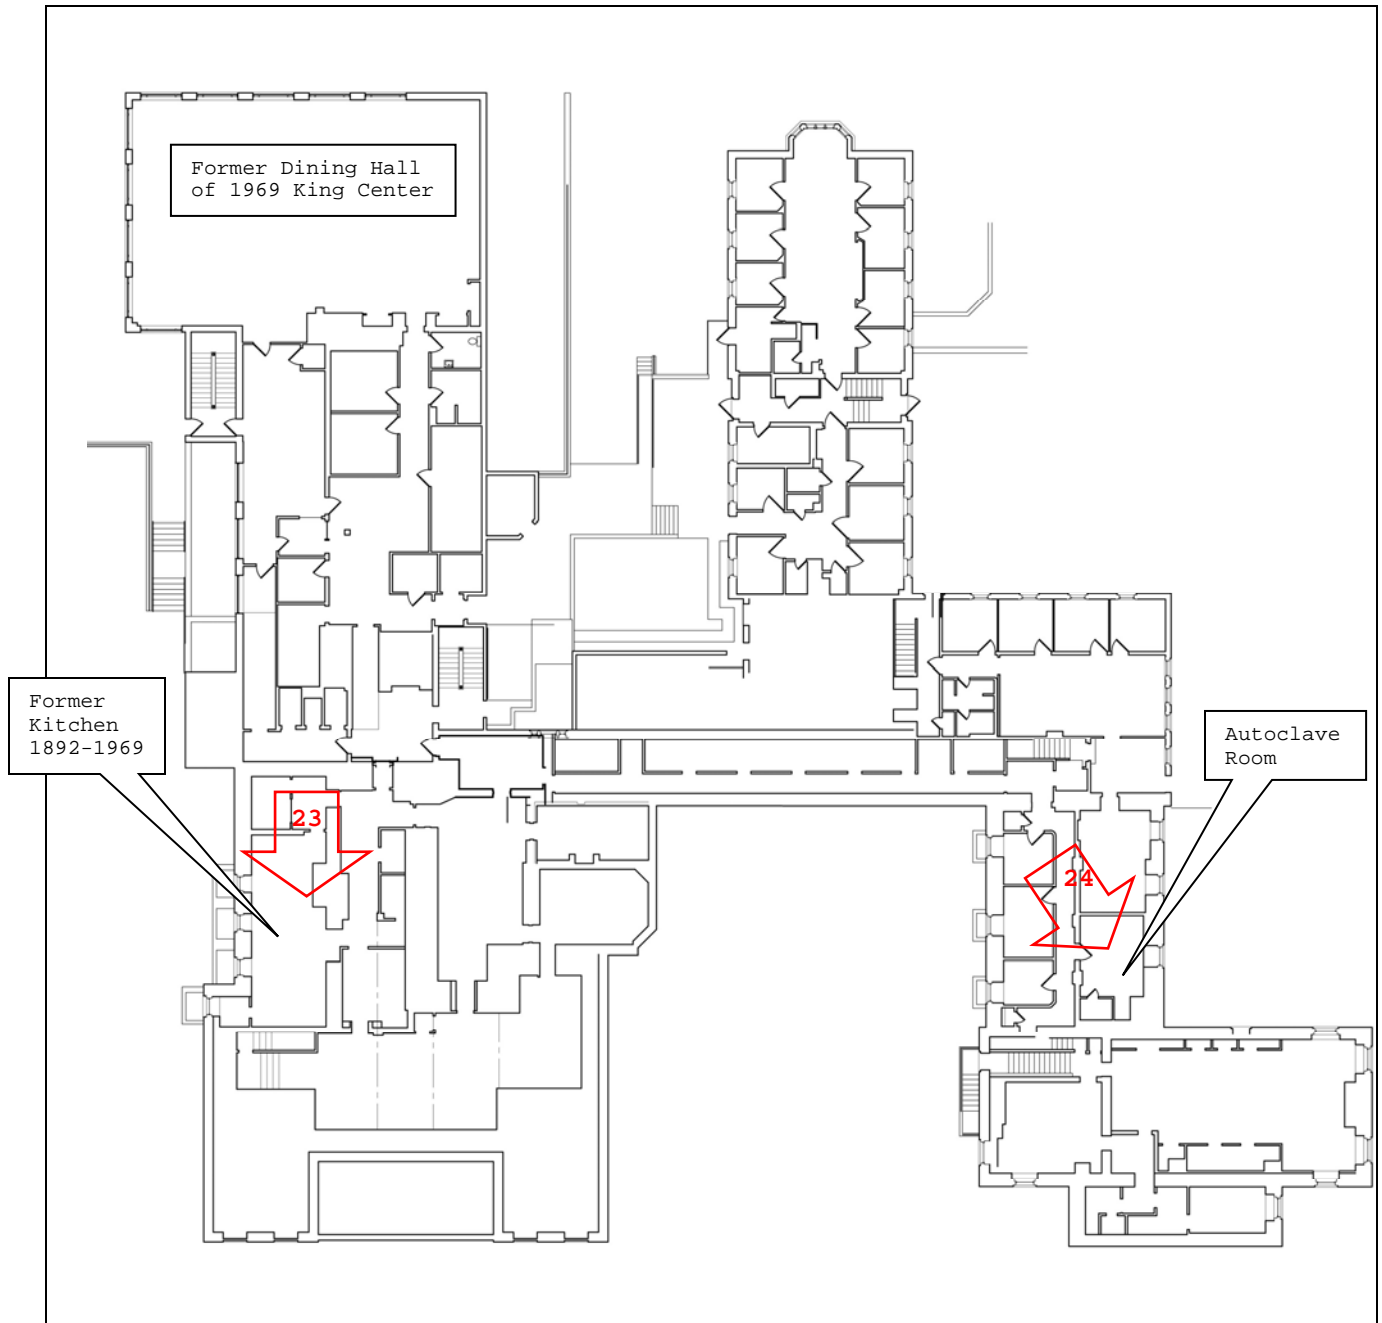 Former Dining Hall
of 1969 King Center
Former
Kitchen
1892-1969
Autoclave
Room
23
24